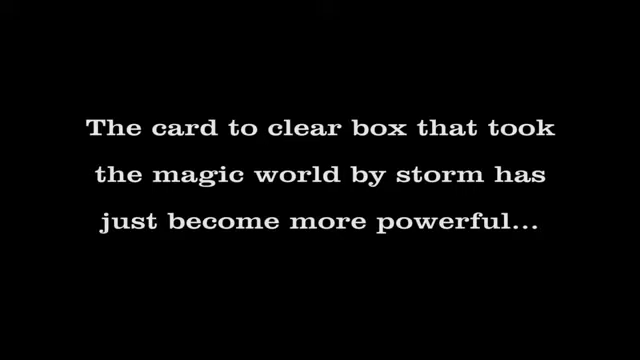 The card to clear box that took
the magic world by storm has
just become more powerful...